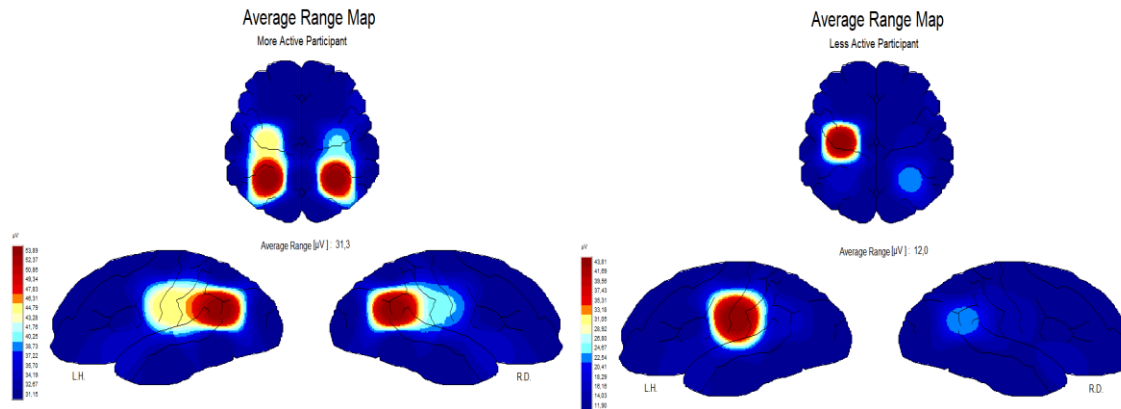 Average Range Map
More Active Participant
Average Range [µV] : 31,3
µV
53,89
52,37
50,86
49,34
47,83
46,31
44,75
43,28
41,76
40,25
38,73
37,22
35,70
34,18
32,67
31,15
L.H.
R.D.
Average Range Map
Less Active Participant
Average Range [µV] : 12,0
µV
43,81
41,69
39,56
37,43
35,30
33,18
31,05
28,92
26,80
24,67
22,54
20,41
18,29
16,16
14,03
11,90
L.H.
R.D.